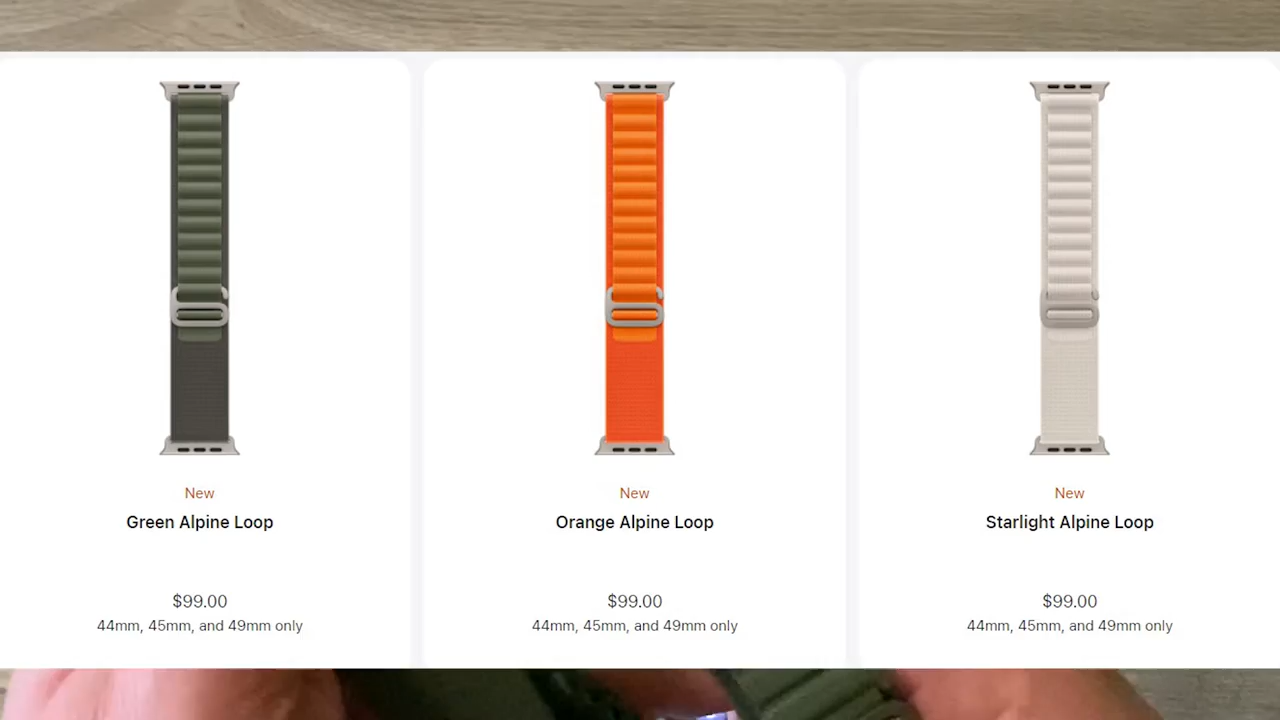 New
Green Alpine Loop
$99.00
44mm, 45mm, and 49mm only
New
Orange Alpine Loop
$99.00
44mm, 45mm, and 49mm only
New
Starlight Alpine Loop
$99.00
44mm, 45mm, and 49mm only